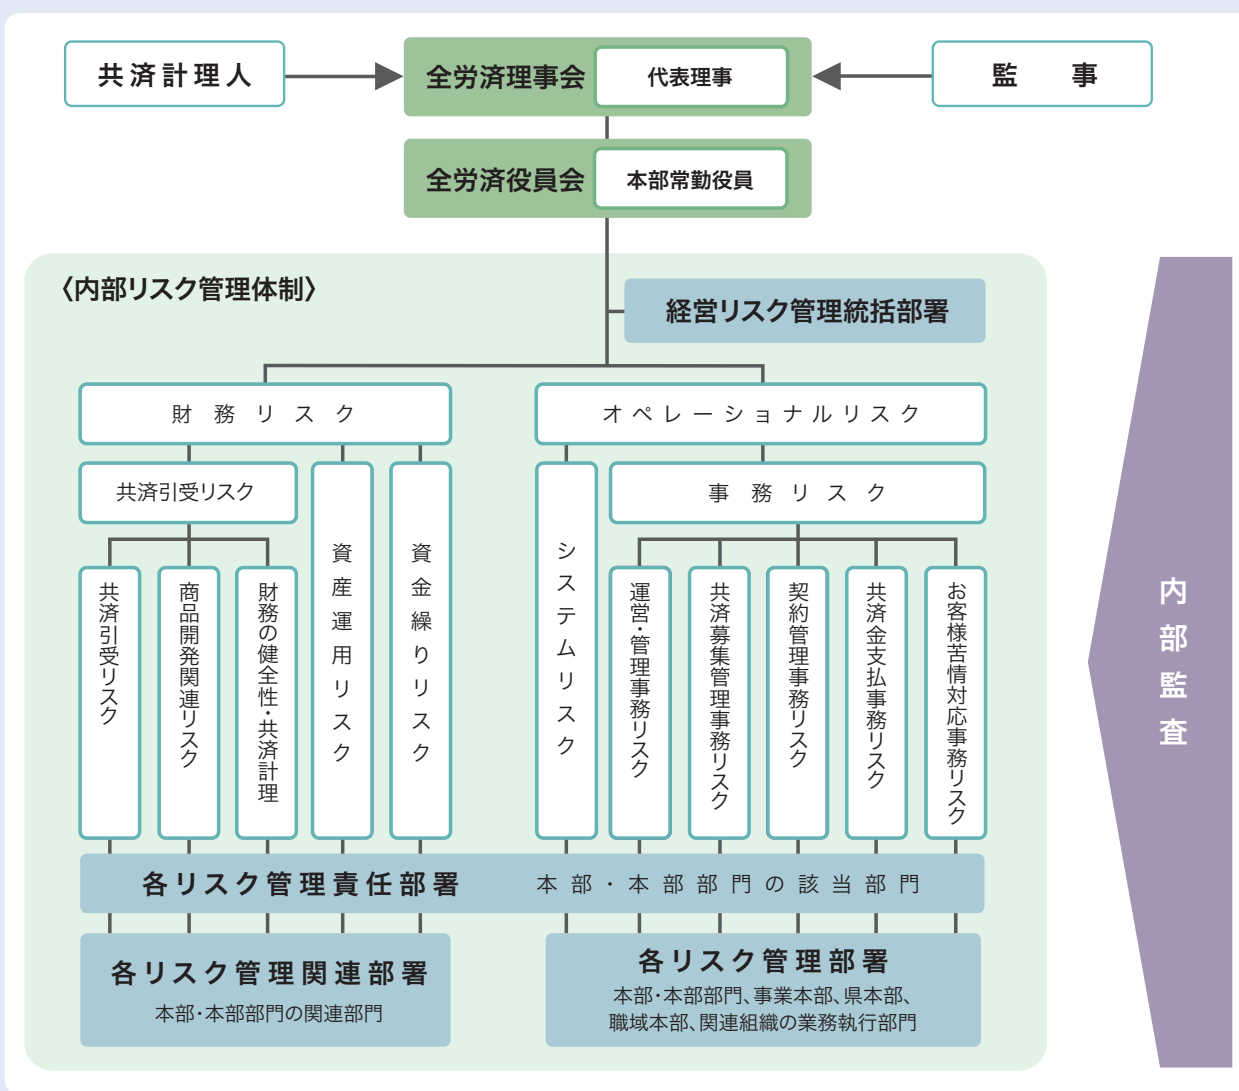 共済計理人
全労済理事会
代表理事
監事
全労済役員会
本部常勤役員
〈内部リスク管理体制〉
経営リスク管理統括部署
財務リスク
オペレーショナルリスク
共済引受リスク
事務リスク
共済引受リスク
商品開発関連リスク
財務の健全性・共済計理
資産運用リスク
資金繰りリスク
システムリスク
運営・管理事務リスク
共済募集管理事務リスク
契約管理事務リスク
共済金支払事務リスク
お客様苦情対応事務リスク
各リスク管理責任部署
本部・本部部門の該当部門
各リスク管理関連部署
本部・本部部門の関連部門
各リスク管理部署
本部・本部部門、事業本部、県本部、
職域本部、関連組織の業務執行部門
内部監査